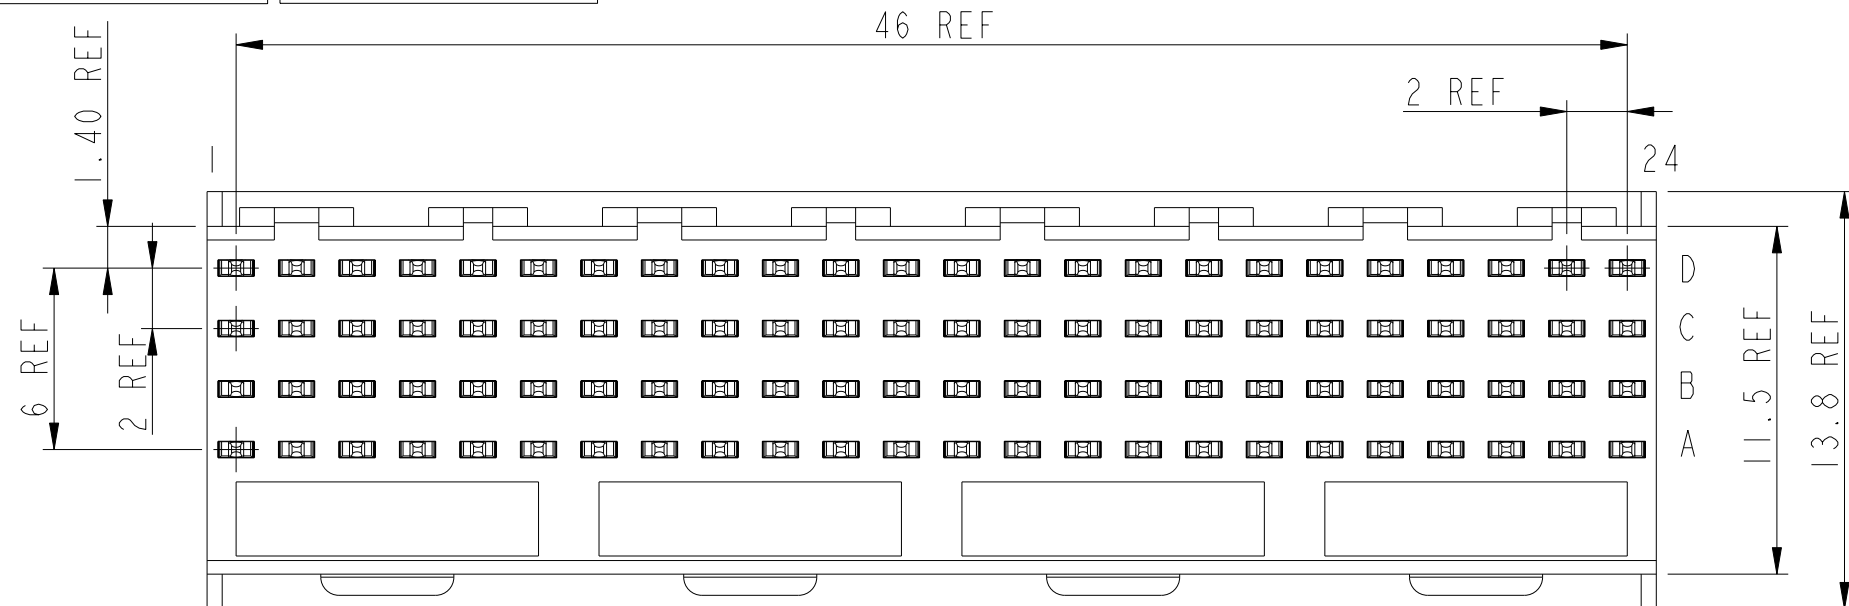 46 REF
2 REF
1.40 REF
1
24
D
C
B
A
6 REF
2 REF
11.5 REF
13.8 REF